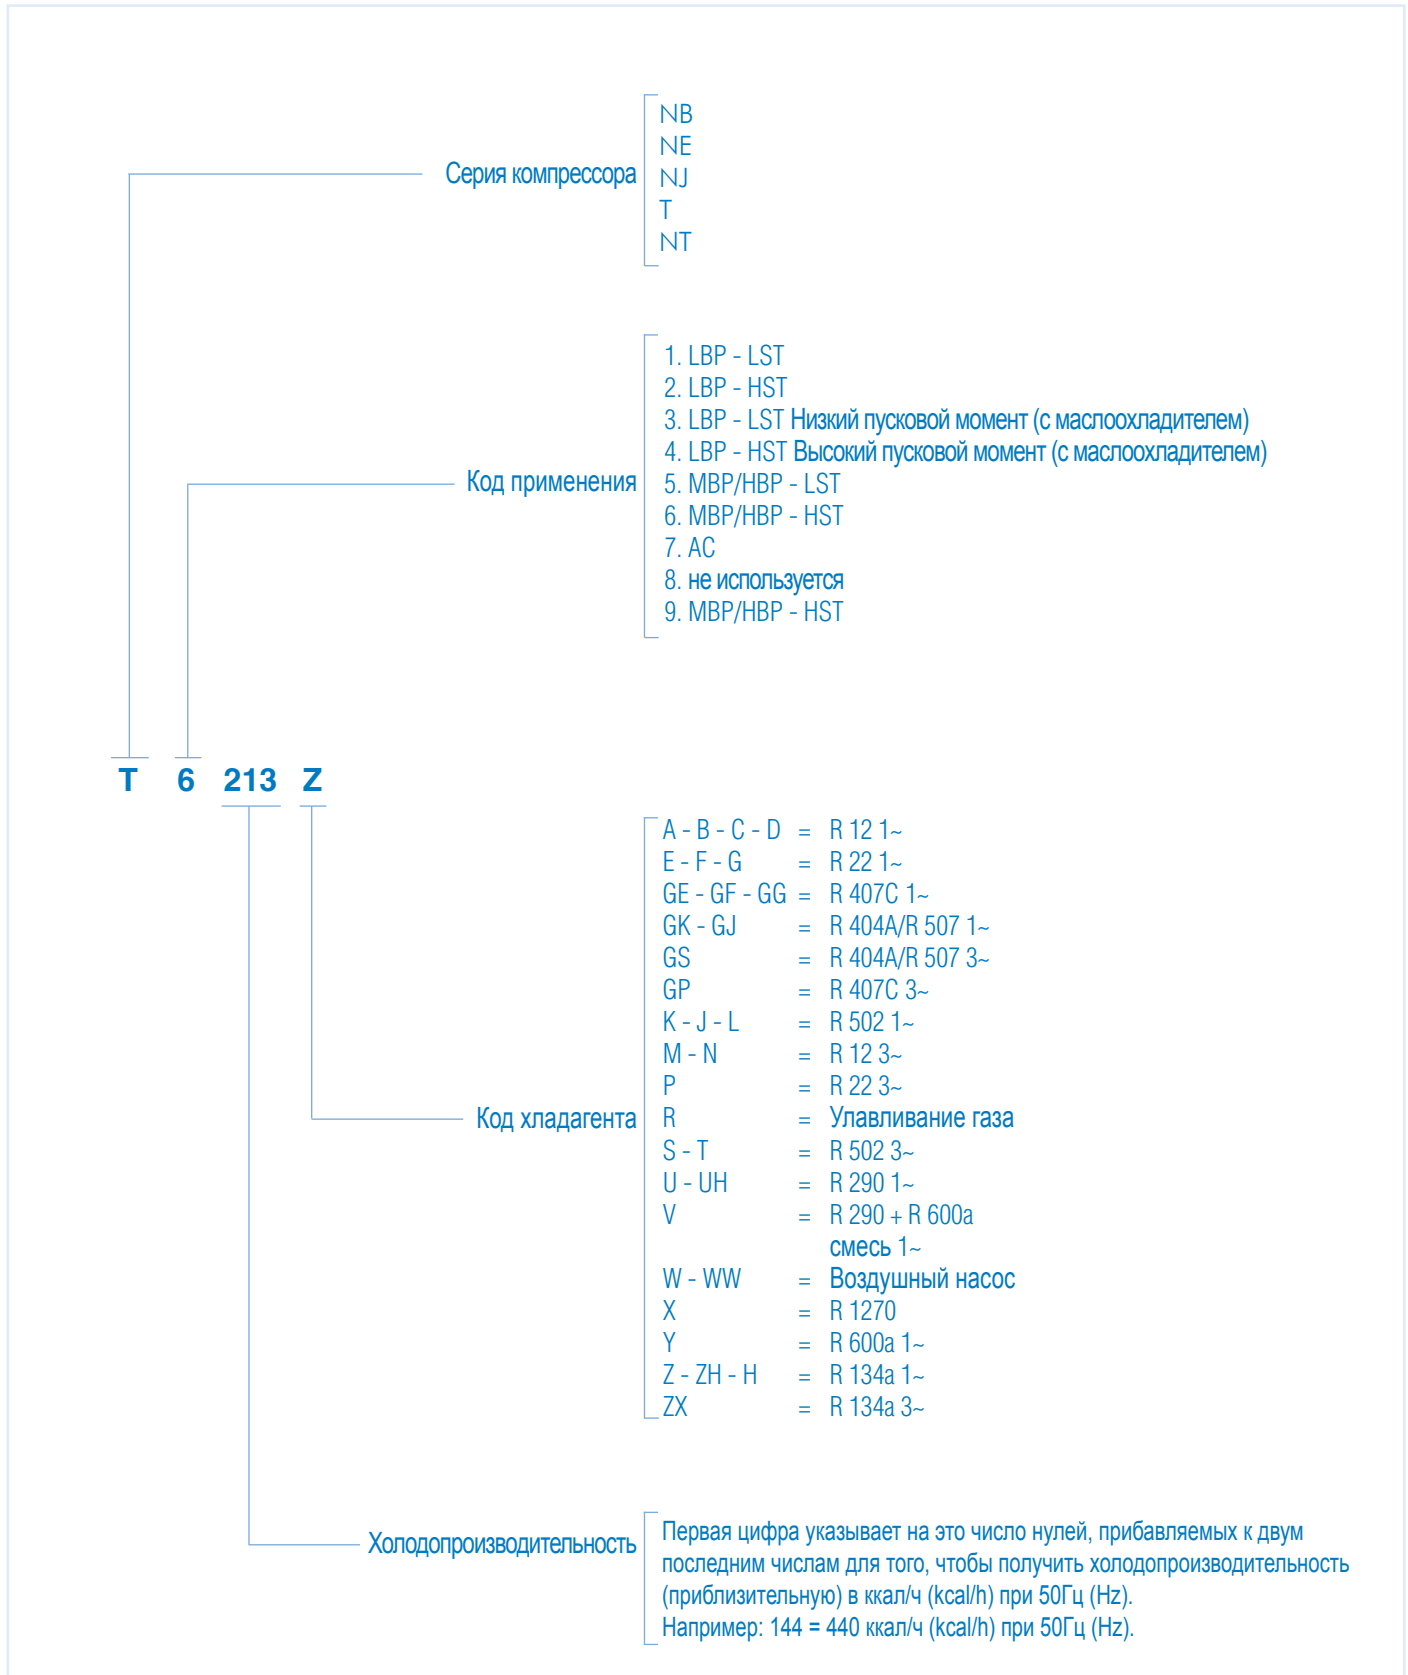 NB
NE
Серия компрессора
NJ
T
NT
1. LBP - LST
2. LBP - HST
3. LBP - LST Низкий пусковой момент (с маслоохладителем)
4. LBP - HST Высокий пусковой момент (с маслоохладителем)
Код применения
5. MBP/HBP - LST
6. MBP/HBP - HST
7. AC
8. не используется
9. MBP/HBP - HST
T 6 213 Z
A - B - C - D = R 12 1~
E - F - G = R 22 1~
GE - GF - GG = R 407C 1~
GK - GJ = R 404A/R 507 1~
GS = R 404A/R 507 3~
GP = R 407C 3~
K - J - L = R 502 1~
M - N = R 12 3~
P = R 22 3~
Код хладагента
R = Улавливание газа
S - T = R 502 3~
U - UH = R 290 1~
V = R 290 + R 600a
смесь 1~
W - WW = Воздушный насос
X = R 1270
Y = R 600a 1~
Z - ZH - H = R 134a 1~
ZX = R 134a 3~
Холодопроизводительность
Первая цифра указывает на это число нулей, прибавляемых к двум
последним числам для того, чтобы получить холодопроизводительность
(приблизительную) в ккал/ч (kcal/h) при 50Гц (Hz).
Например: 144 = 440 ккал/ч (kcal/h) при 50Гц (Hz).